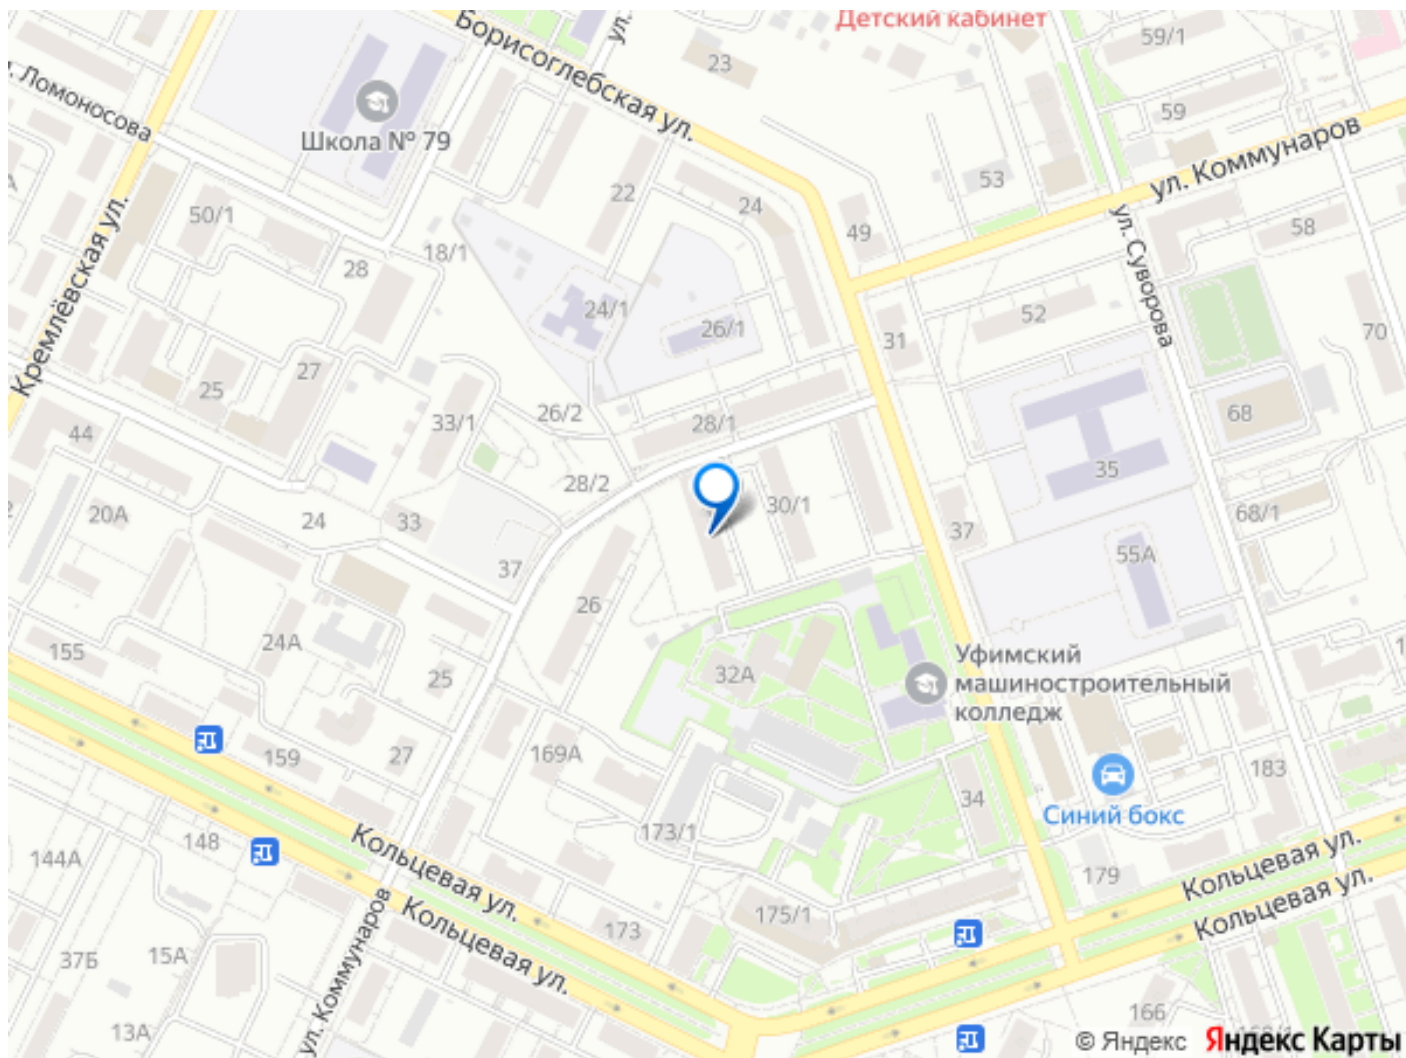 Детский кабинет
59/1
Борисоглебская ул.
ул.
23
59
л. Ломоносова
Школа № 79
ул. Коммунаров
53
22
24
50/1
49
58
ул. Суворова
18/1
28
Кремлёвская ул.
24/1
26/1
52
31
70
27
25
26/2
33/1
28/1
68
44
35
28/2
30/1
20А
24
33
68/1
37
55А
37
26
24А
155
32А
Уфимский
машиностроительный
колледж
25
159
27
169А
183
34
Синий бокс
148
144А
173/1
Кольцевая ул.
Кольцевая ул.
179
Кольцевая ул.
Кольцевая ул.
175/1
173
37Б
15А
ул. Коммунаров
13А
166
© Яндекс Яндекс Карты